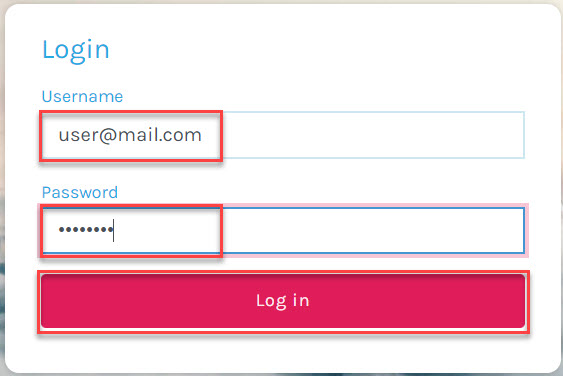 Login
Username
user@mail.com
Password
••••••••
Log in